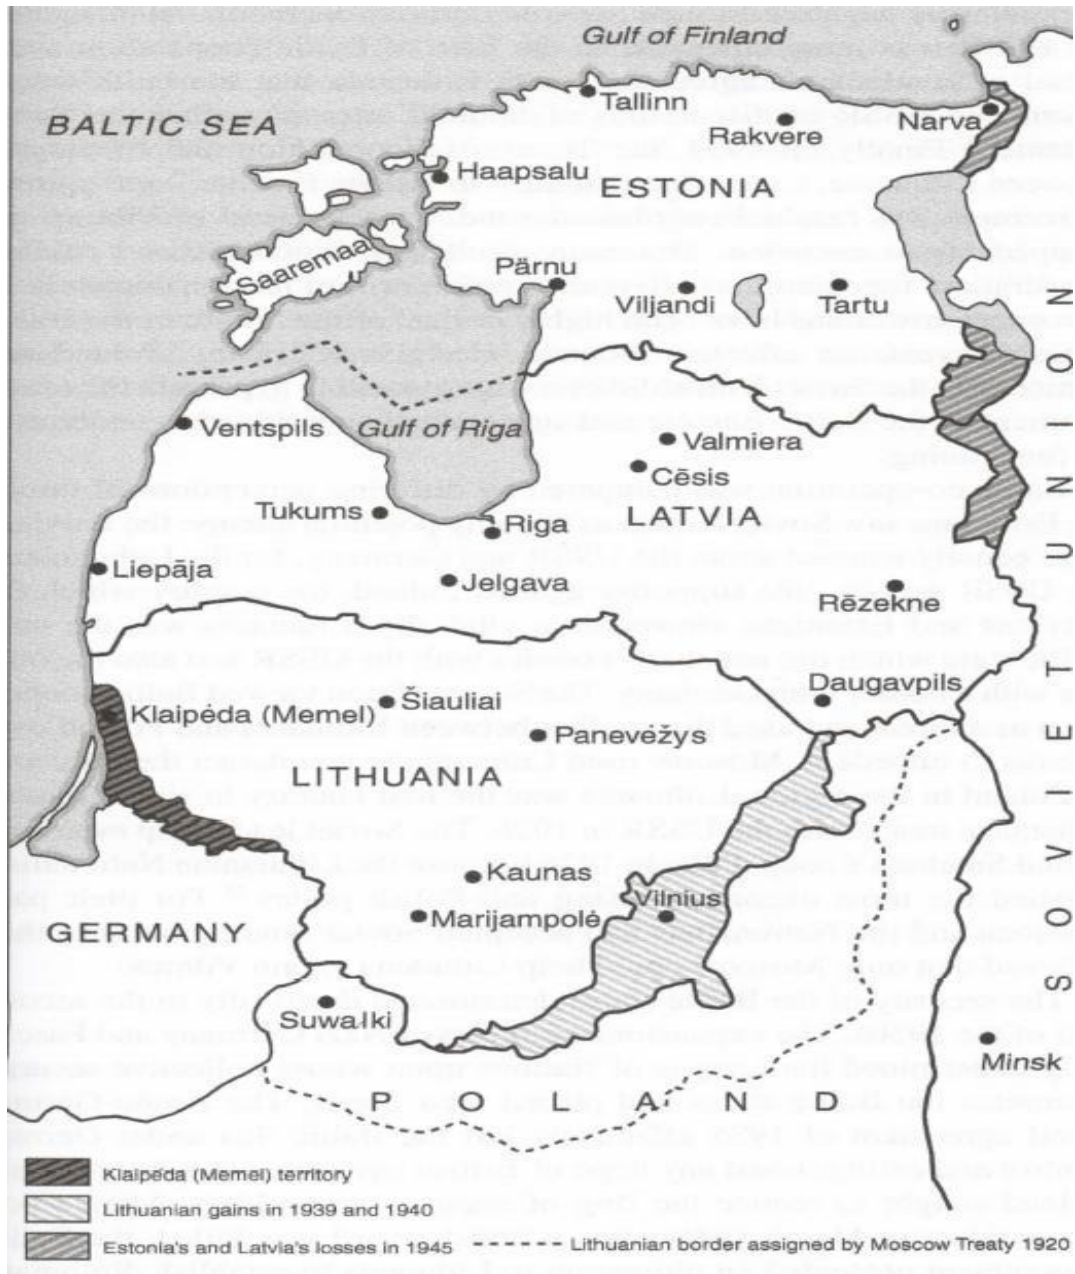 Gulf of Finland
Tallinn
BALTIC SEA
Rakvere
Narva
Haapsalu
ESTONIA
Saaremaa
Pärnu
Viljandi
Tartu
Ventspils
Gulf of Riga
Valmiera
Cēsis
Tukums
Riga
LATVIA
Liepāja
Jelgava
Rēzekne
Daugavpils
Klaipéda (Memel)
Šiauliai
Panevėžys
LITHUANIA
Kaunas
Vilnius
Marijampolė
GERMANY
Suwałki
SOVIET UNION
Minsk
POLAND
Klaipėda (Memel) territory
Lithuanian gains in 1939 and 1940
Estonia's and Latvia's losses in 1945
Lithuanian border assigned by Moscow Treaty 1920